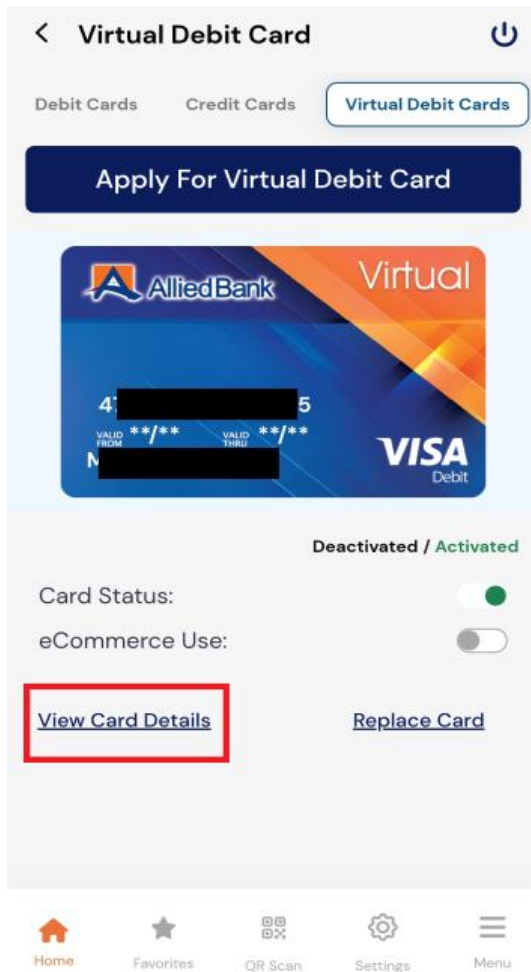 Virtual Debit Card
Debit Cards Credit Cards Virtual Debit Cards
Apply For Virtual Debit Card
Allied Bank Virtual
4 5
VALID FROM **/** VALID THRU **/**
M
VISA
Debit
Deactivated / Activated
Card Status:
eCommerce Use:
View Card Details Replace Card
Home Favorites QR Scan Settings Menu